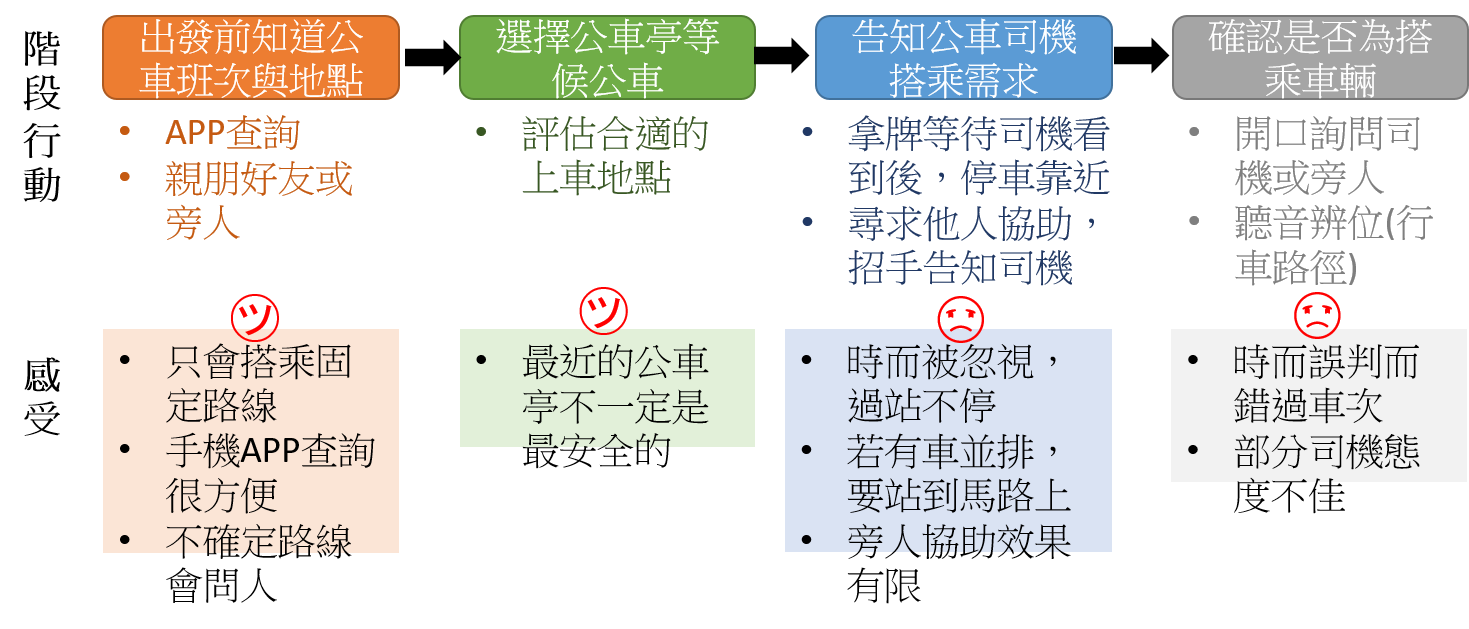 階段行動
出發前知道公
車班次與地點
選擇公車亭等
候公車
告知公車司機
搭乘需求
確認是否為搭
乘車輛
• APP查詢
• 親朋好友或
旁人
• 評估合適的
上車地點
• 拿牌等待司機看
到後，停車靠近
• 尋求他人協助，
招手告知司機
• 開口詢問司
機或旁人
• 聽音辨位(行
車路徑)
感受
ツ
• 只會搭乘固
定路線
• 手機APP查詢
很方便
• 不確定路線
會問人
ツ
• 最近的公車
亭不一定是
最安全的
• 時而被忽視，
過站不停
• 若有車並排，
要站到馬路上
• 旁人協助效果
有限
• 時而誤判而
錯過車次
• 部分司機態
度不佳